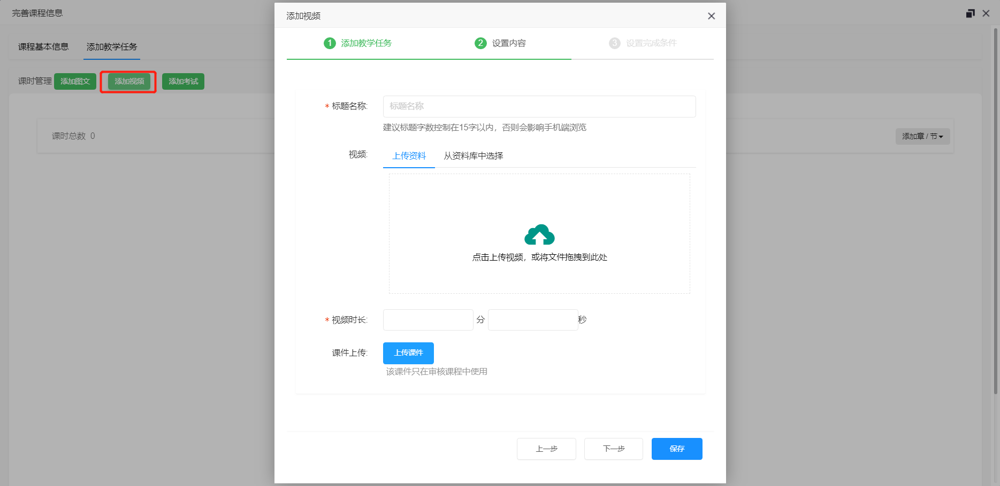 完善课程信息
课程基本信息 添加教学任务
课时管理 添加图文 添加视频 添加考试
课时总数 0
添加章 / 节
添加视频
1 添加教学任务 2 设置内容 3 设置完成条件
* 标题名称: 标题名称
建议标题字数控制在15字以内，否则会影响手机端浏览
视频: 上传资料 从资料库中选择
点击上传视频，或将文件拖拽到此处
* 视频时长: 分 秒
课件上传: 上传课件
该课件只在审核课程中使用
上一步 下一步 保存